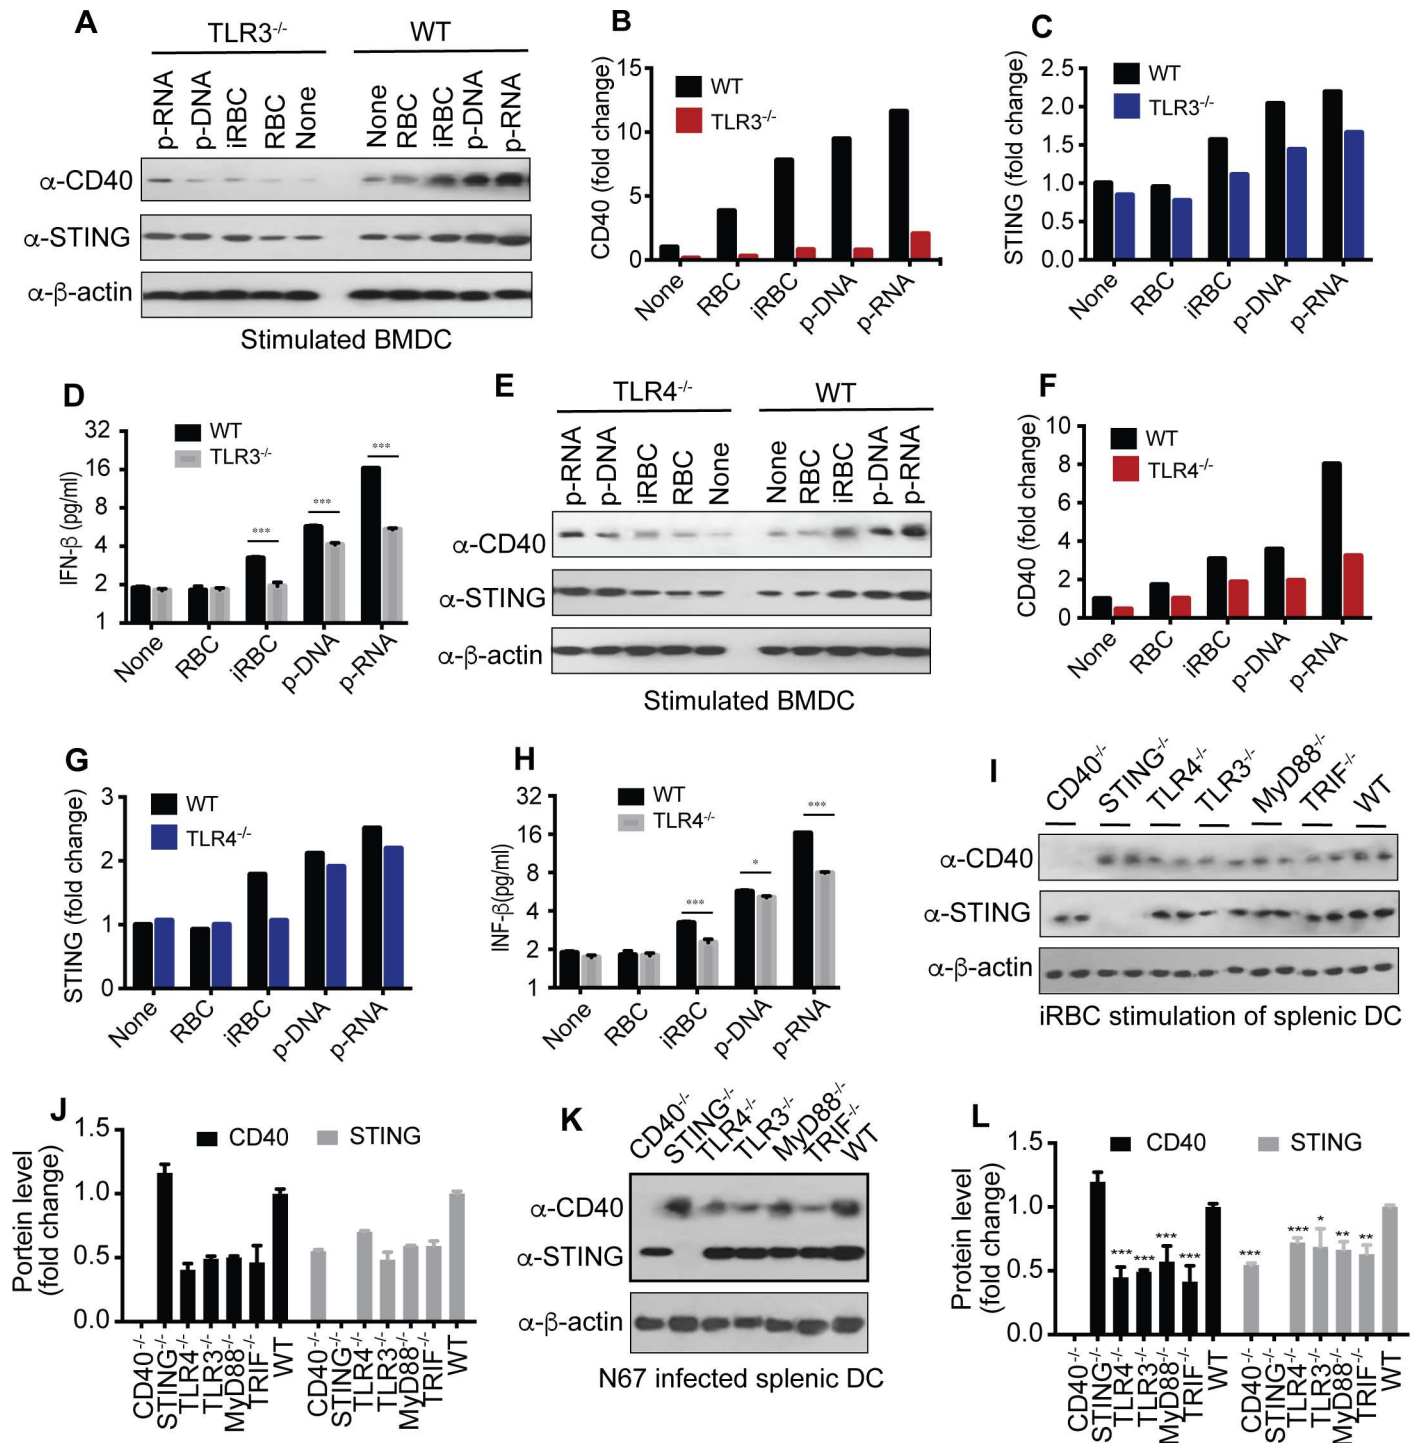 A
TLR3-/- WT
p-RNA p-DNA iRBC RBC None None RBC iRBC p-DNA p-RNA
α-CD40
α-STING
α-β-actin
Stimulated BMDC
B
CD40 (fold change)
15
10
5
0
WT
TLR3-/-
None RBC iRBC p-DNA p-RNA
C
STING (fold change)
2.5
2.0
1.5
1.0
0.5
0.0
WT
TLR3-/-
None RBC iRBC p-DNA p-RNA
D
IFN-β (pg/ml)
32
16
8
4
2
1
WT
TLR3-/-
*** *** ***
None RBC iRBC p-DNA p-RNA
E
TLR4-/- WT
p-RNA p-DNA iRBC RBC None None RBC iRBC p-DNA p-RNA
α-CD40
α-STING
α-β-actin
Stimulated BMDC
F
CD40 (fold change)
10
8
6
4
2
0
WT
TLR4-/-
None RBC iRBC p-DNA p-RNA
G
STING (fold change)
3
2
1
0
WT
TLR4-/-
None RBC iRBC p-DNA p-RNA
H
INF-β(pg/ml)
32
16
8
4
2
1
WT
TLR4-/-
*** * ***
None RBC iRBC p-DNA p-RNA
I
CD40-/- STING-/- TLR4-/- TLR3-/- MyD88-/- TRIF-/- WT
α-CD40
α-STING
α-β-actin
iRBC stimulation of splenic DC
J
Portein level
(fold change)
1.5
1.0
0.5
0.0
CD40 STING
CD40-/- STING-/- TLR4-/- TLR3-/- MyD88-/- TRIF-/- WT CD40-/- STING-/- TLR4-/- TLR3-/- MyD88-/- TRIF-/- WT
K
CD40-/- STING-/- TLR4-/- TLR3-/- MyD88-/- TRIF-/- WT
α-CD40
α-STING
α-β-actin
N67 infected splenic DC
L
Protein level
(fold change)
1.5
1.0
0.5
0.0
CD40 STING
*** *** *** *** *** *** * ** **
CD40-/- STING-/- TLR4-/- TLR3-/- MyD88-/- TRIF-/- WT CD40-/- STING-/- TLR4-/- TLR3-/- MyD88-/- TRIF-/- WT